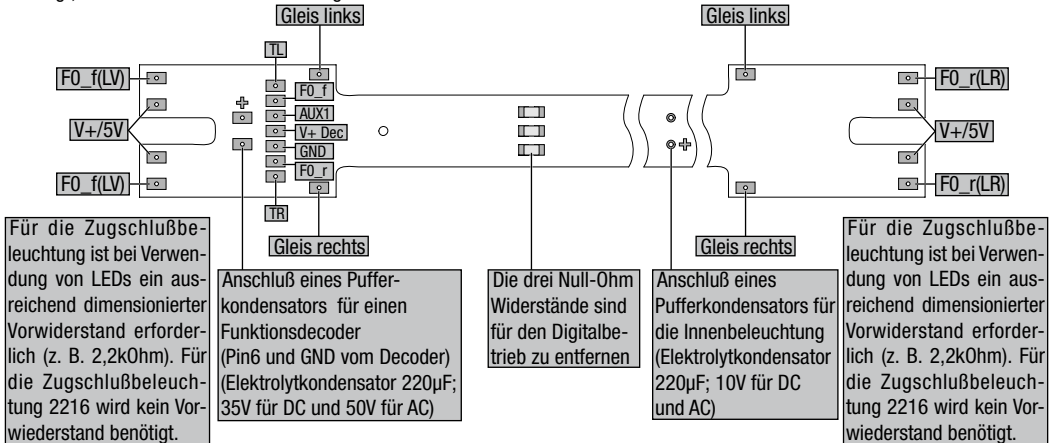 Gleis links
Gleis links
TL
F0_f(LV)
F0_f
F0_r(LR)
AUX1
V+/5V
V+ Dec
V+/5V
GND
F0_f(LV)
F0_r
F0_r(LR)
TR
Gleis rechts
Gleis rechts
Für die Zugschlußbe-
leuchtung ist bei Verwen-
dung von LEDs ein aus-
reichend dimensionierter
Vorwiderstand erforder-
lich (z. B. 2,2kOhm). Für
die Zugschlußbeleuch-
tung 2216 wird kein Vor-
wiederstand benötigt.
Anschluß eines Puffer-
kondensators für einen
Funktionsdecoder
(Pin6 und GND vom Decoder)
(Elektrolytkondensator 220µF;
35V für DC und 50V für AC)
Die drei Null-Ohm
Widerstände sind
für den Digitalbe-
trieb zu entfernen
Anschluß eines
Pufferkondensators für
die Innenbeleuchtung
(Elektrolytkondensator
220µF; 10V für DC
und AC)
Für die Zugschlußbe-
leuchtung ist bei Verwen-
dung von LEDs ein aus-
reichend dimensionierter
Vorwiderstand erforder-
lich (z. B. 2,2kOhm). Für
die Zugschlußbeleuch-
tung 2216 wird kein Vor-
wiederstand benötigt.